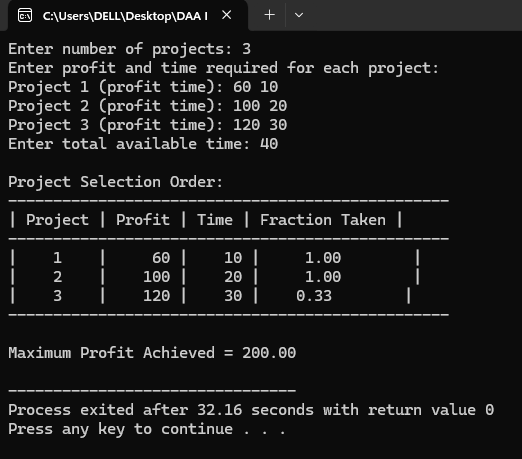 C:\Users\DELL\Desktop\DAA l
Enter number of projects: 3
Enter profit and time required for each project:
Project 1 (profit time): 60 10
Project 2 (profit time): 100 20
Project 3 (profit time): 120 30
Enter total available time: 40
Project Selection Order:
-----------------------------------------------
| Project | Profit | Time | Fraction Taken |
-----------------------------------------------
|    1    |     60 |    10 |     1.00        |
|    2    |    100 |    20 |     1.00        |
|    3    |    120 |    30 |    0.33        |
-----------------------------------------------
Maximum Profit Achieved = 200.00
-------------------------------
Process exited after 32.16 seconds with return value 0
Press any key to continue . . .